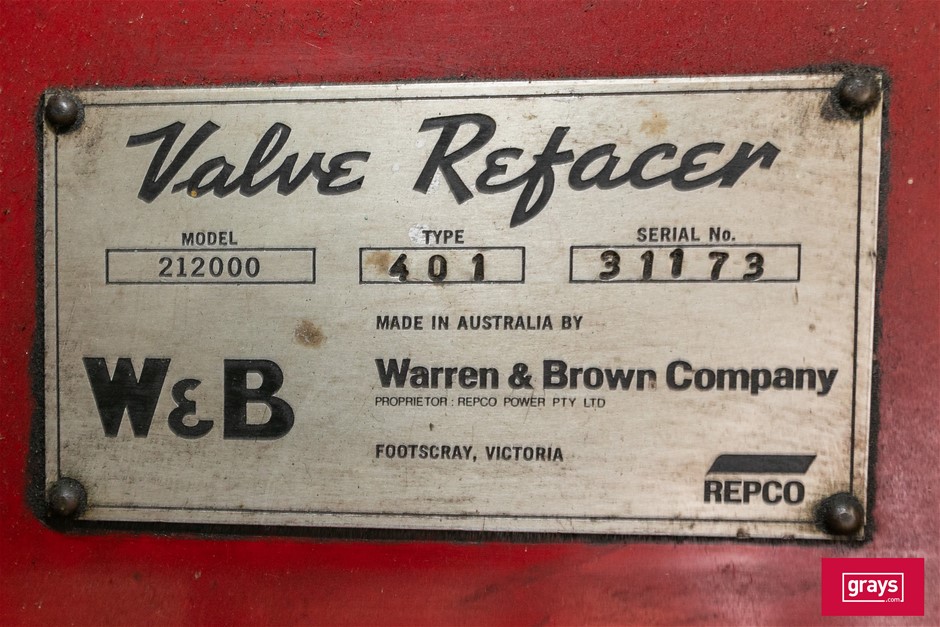 Valve Refacer
MODEL TYPE SERIAL No.
212000 401 31173
MADE IN AUSTRALIA BY
W&B
Warren & Brown Company
PROPRIETOR : REPCO POWER PTY LTD
FOOTSCRAY, VICTORIA
REPCO
grays
.com